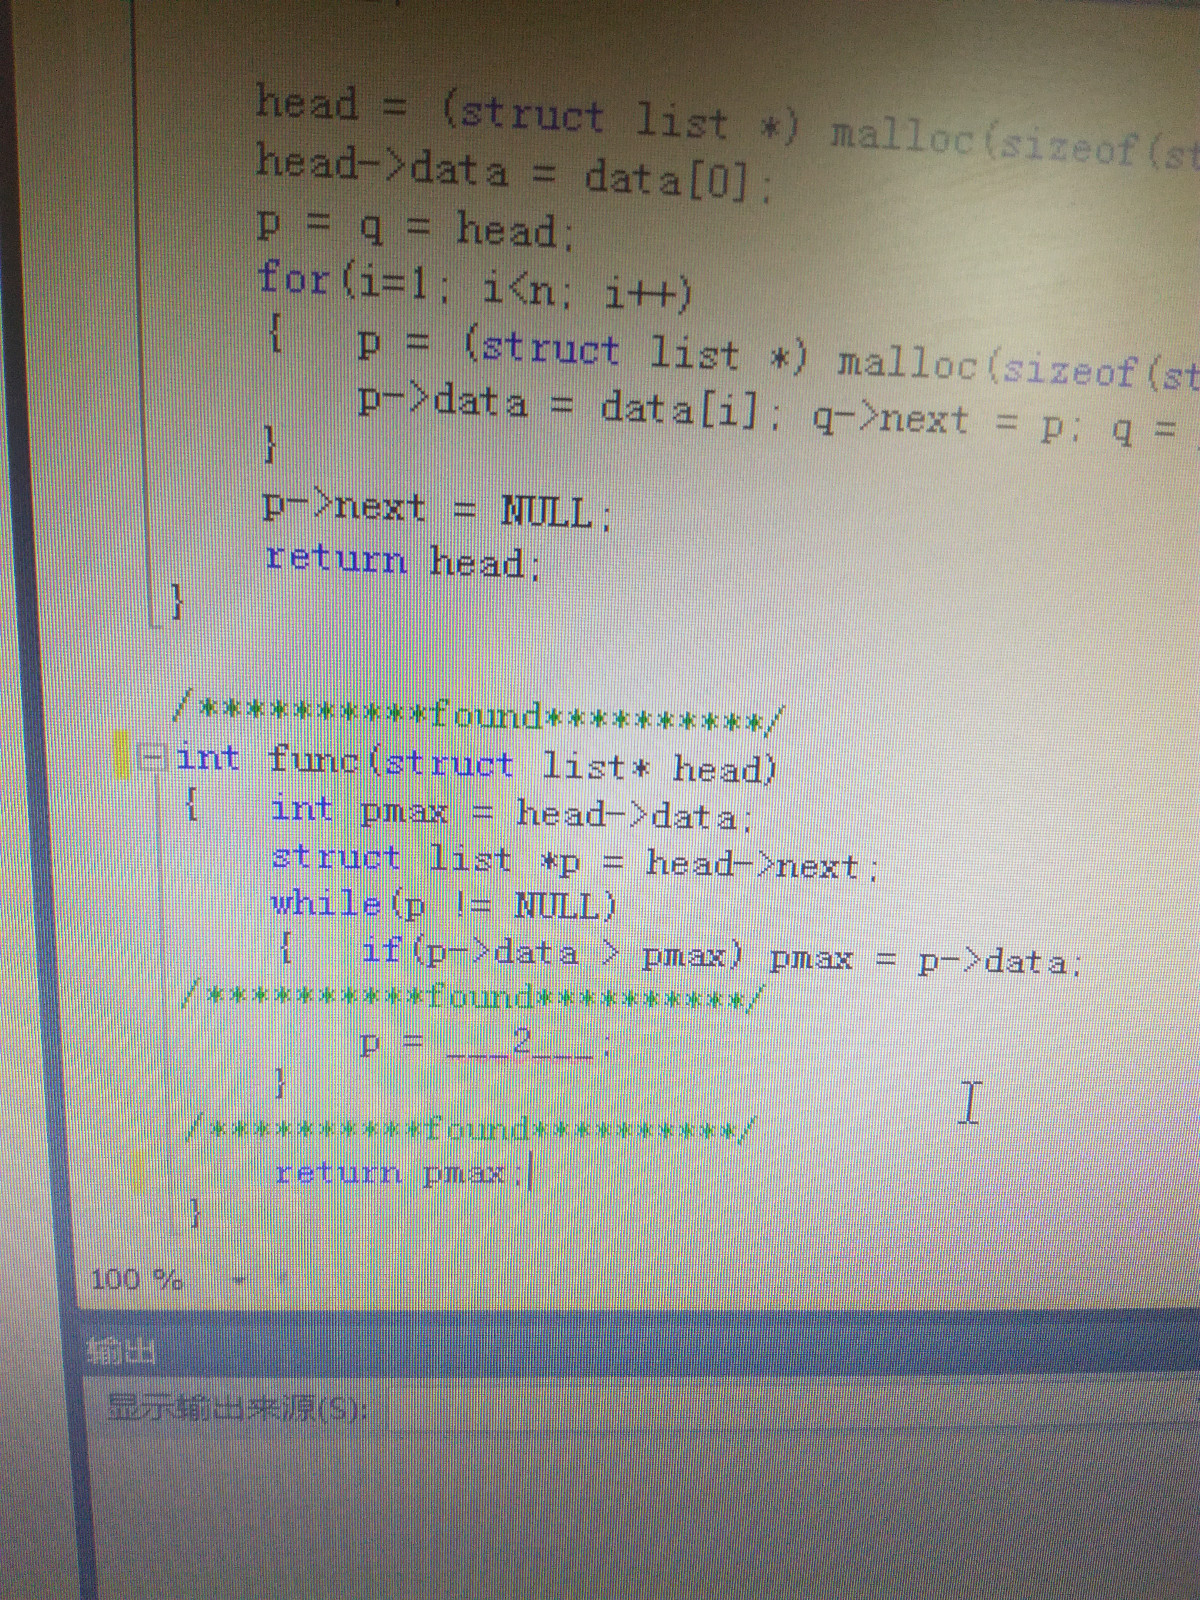 head = (struct list *) malloc(sizeof(st
head->data = data[0];
p = q = head;
for(i=1; i<n; i++)
{ p = (struct list *) malloc(sizeof(st
p->data = data[i]; q->next = p; q =
}
p->next = NULL;
return head;
}
/**********found**********/
int func(struct list* head)
{ int pmax = head->data;
struct list *p = head->next;
while(p != NULL)
{ if(p->data > pmax) pmax = p->data;
/**********found**********/
p = ___2___;
}
/**********found**********/
return pmax;
}
100 %
输出
显示输出来源(S):